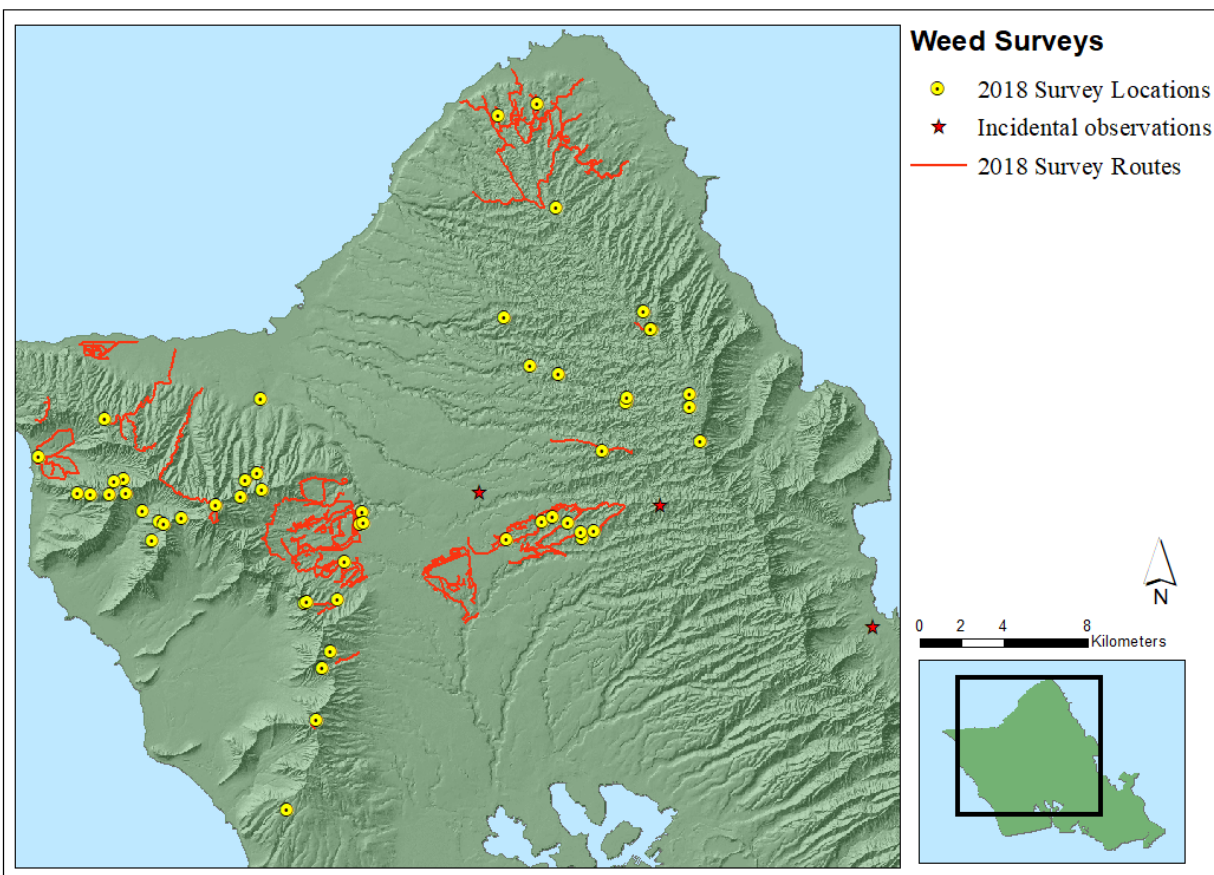 Weed Surveys
2018 Survey Locations
Incidental observations
2018 Survey Routes
N
0 2 4 8
Kilometers